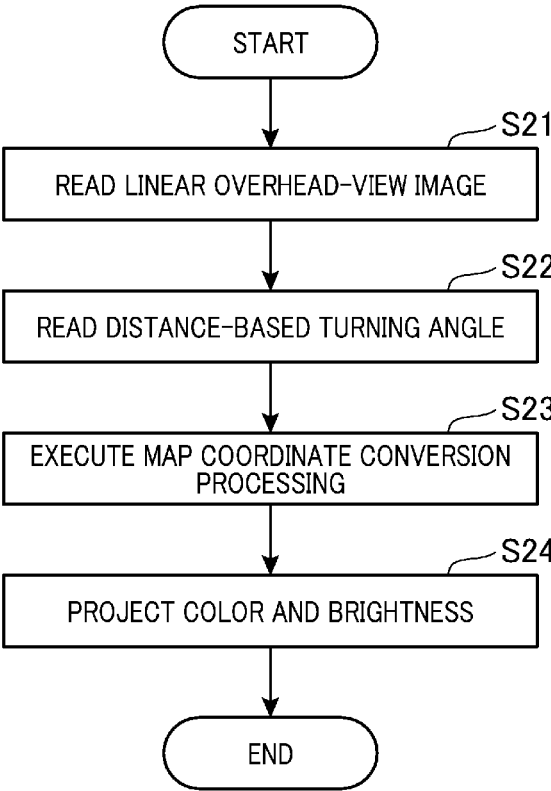 START
S21
READ LINEAR OVERHEAD-VIEW IMAGE
S22
READ DISTANCE-BASED TURNING ANGLE
S23
EXECUTE MAP COORDINATE CONVERSION
PROCESSING
S24
PROJECT COLOR AND BRIGHTNESS
END